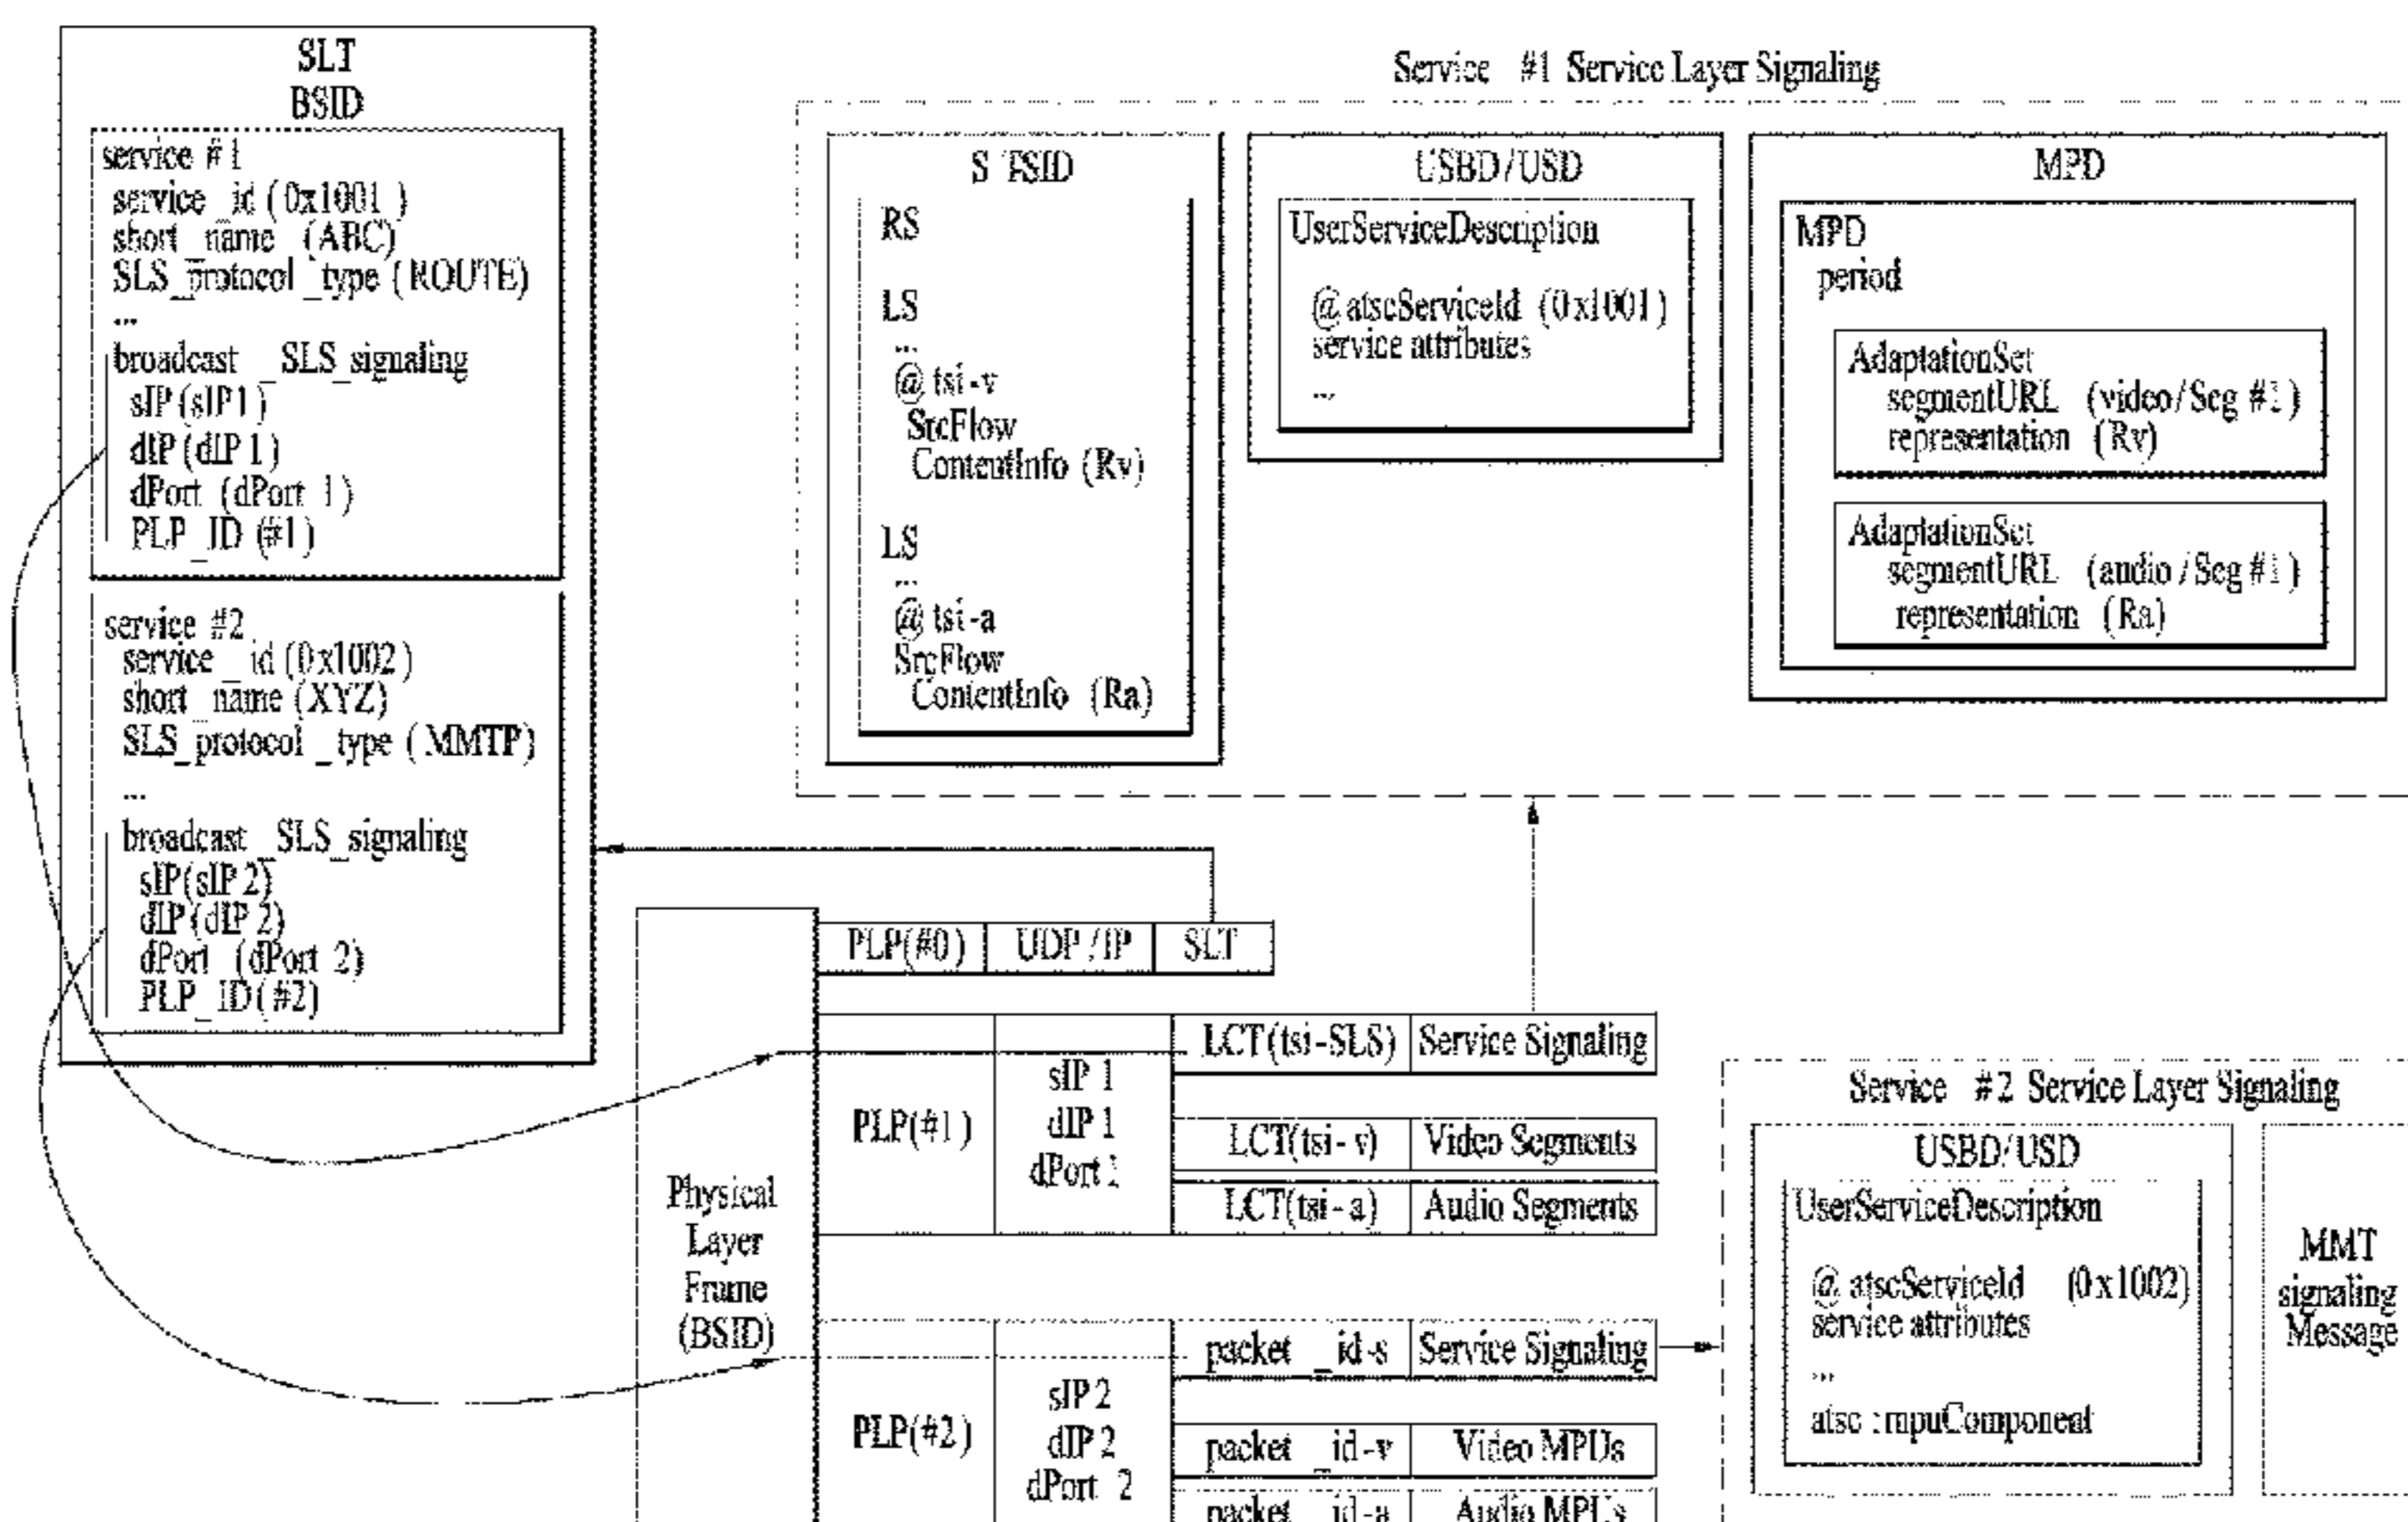 SLT
BSID
service #1
service_id (0x1001)
short_name (ABC)
SLS_protocol_type (ROUTE)
...
broadcast_SLS_signaling
sIP (sIP 1)
dIP (dIP 1)
dPort (dPort 1)
PLP_ID (#1)
service #2
service_id (0x1002)
short_name (XYZ)
SLS_protocol_type (MMTP)
...
broadcast_SLS_signaling
sIP (sIP 2)
dIP (dIP 2)
dPort (dPort 2)
PLP_ID (#2)
Service #1 Service Layer Signaling
S TSID
RS
LS
...
@ tsi-v
SrcFlow
ContentInfo (Rv)
LS
...
@ tsi-a
SrcFlow
ContentInfo (Ra)
USBD/USD
UserServiceDescription
@ atscServiceId (0x1001)
service attributes
...
MPD
MPD
period
AdaptationSet
segmentURL (video/Seg #1)
representation (Rv)
AdaptationSet
segmentURL (audio/Seg #1)
representation (Ra)
Physical
Layer
Frame
(BSID)
PLP(#0) UDP/IP SLT
PLP(#1)
sIP 1
dIP 1
dPort 1
LCT(tsi-SLS) Service Signaling
LCT(tsi-v) Video Segments
LCT(tsi-a) Audio Segments
PLP(#2)
sIP 2
dIP 2
dPort 2
packet_id-s Service Signaling
packet_id-v Video MPUs
packet_id-a Audio MPUs
Service #2 Service Layer Signaling
USBD/USD
UserServiceDescription
@ atscServiceId (0x1002)
service attributes
...
atsc:mpuComponent
MMT
signaling
Message